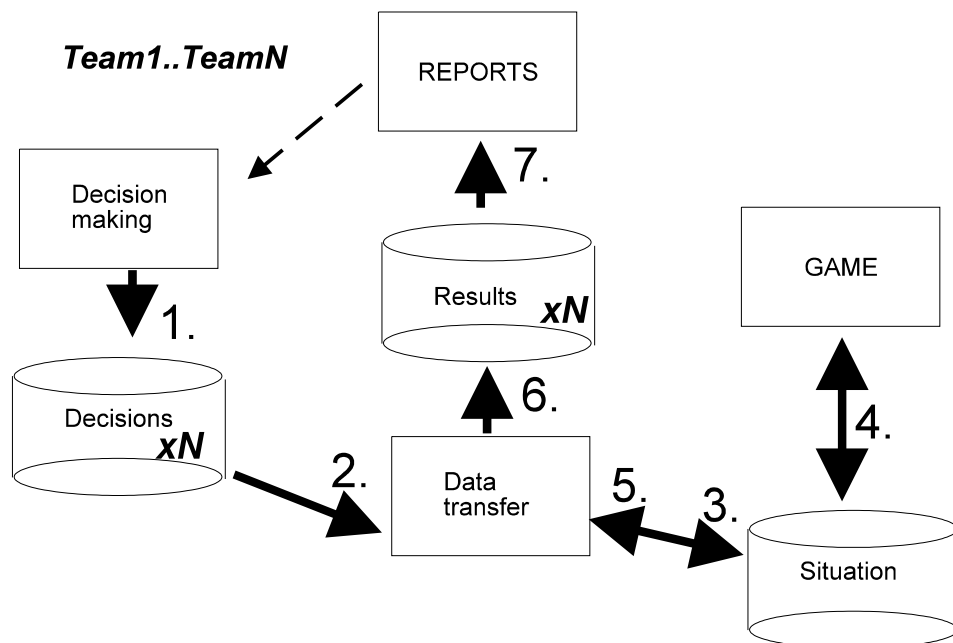 Team1..TeamN
REPORTS
Decision
making
7.
GAME
Results
xN
1.
Decisions
xN
6.
4.
2.
Data
transfer
5.
3.
Situation